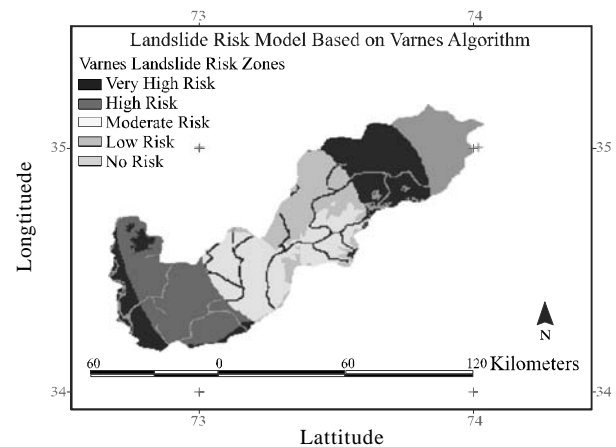 73 74
Landslide Risk Model Based on Varnes Algorithm
Varnes Landslide Risk Zones
Very High Risk
High Risk
Moderate Risk
Low Risk
No Risk
35 35
Longtituede
N
60 0 60 120 Kilometers
34 34
73 74
Lattitude